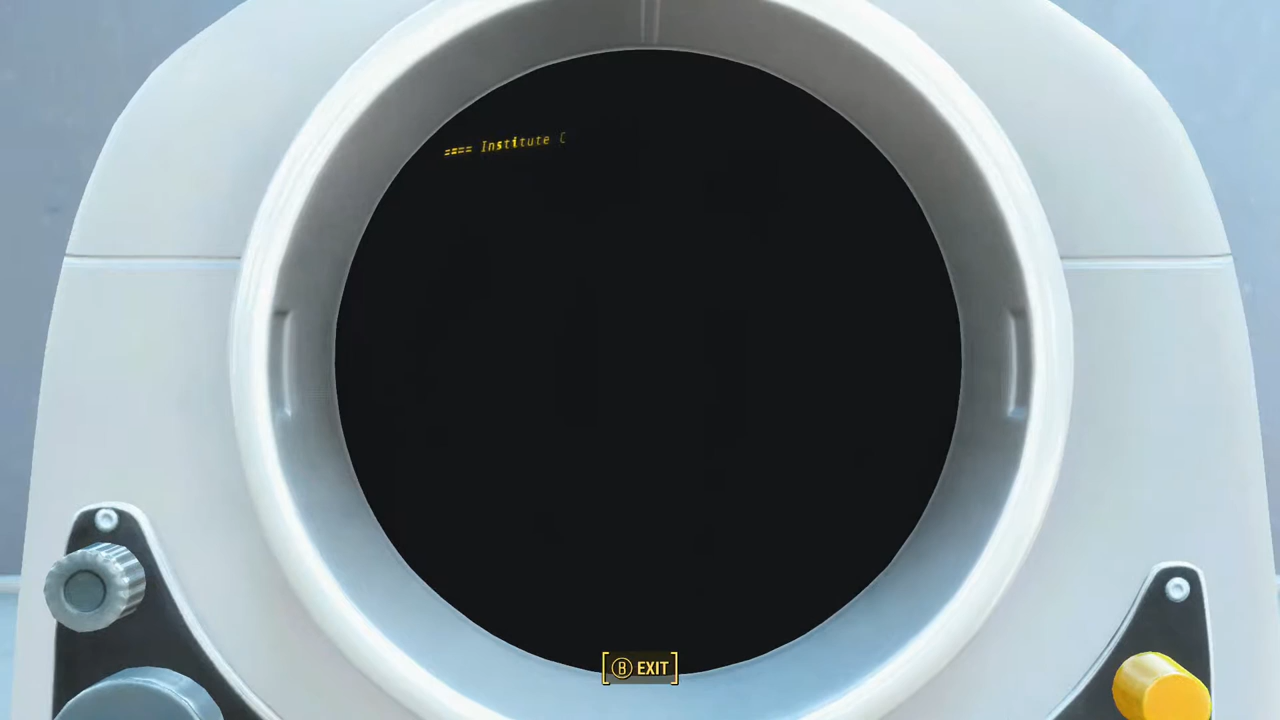 ==== Institute C
Ⓑ EXIT